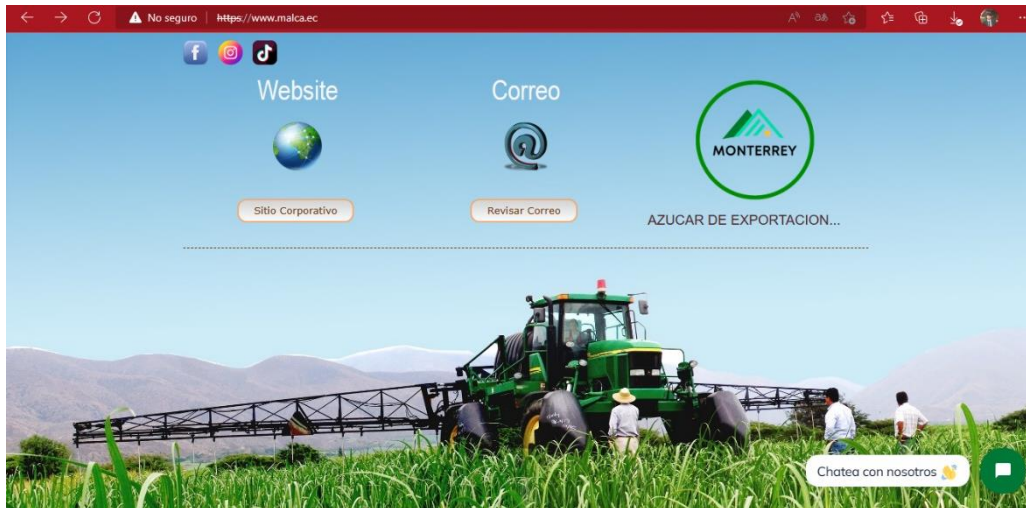 No seguro
https://www.malca.ec
Website
Correo
MONTERREY
Sitio Corporativo
Revisar Correo
AZUCAR DE EXPORTACION...
Chatea con nosotros 👋